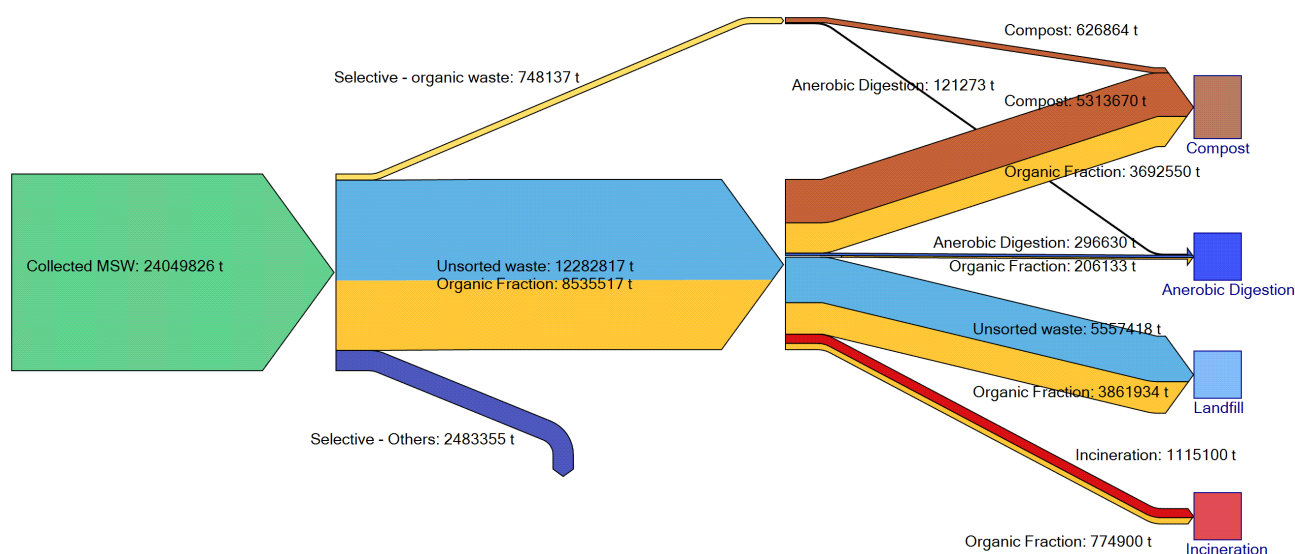 Compost: 626864 t
Selective - organic waste: 748137 t
Anerobic Digestion: 121273 t
Compost: 5313670 t
Compost
Organic Fraction: 3692550 t
Anerobic Digestion: 296630 t
Collected MSW: 24049826 t
Unsorted waste: 12282817 t
Organic Fraction: 8535517 t
Organic Fraction: 206133 t
Anerobic Digestion
Unsorted waste: 5557418 t
Organic Fraction: 3861934 t
Landfill
Selective - Others: 2483355 t
Incineration: 1115100 t
Organic Fraction: 774900 t
Incineration